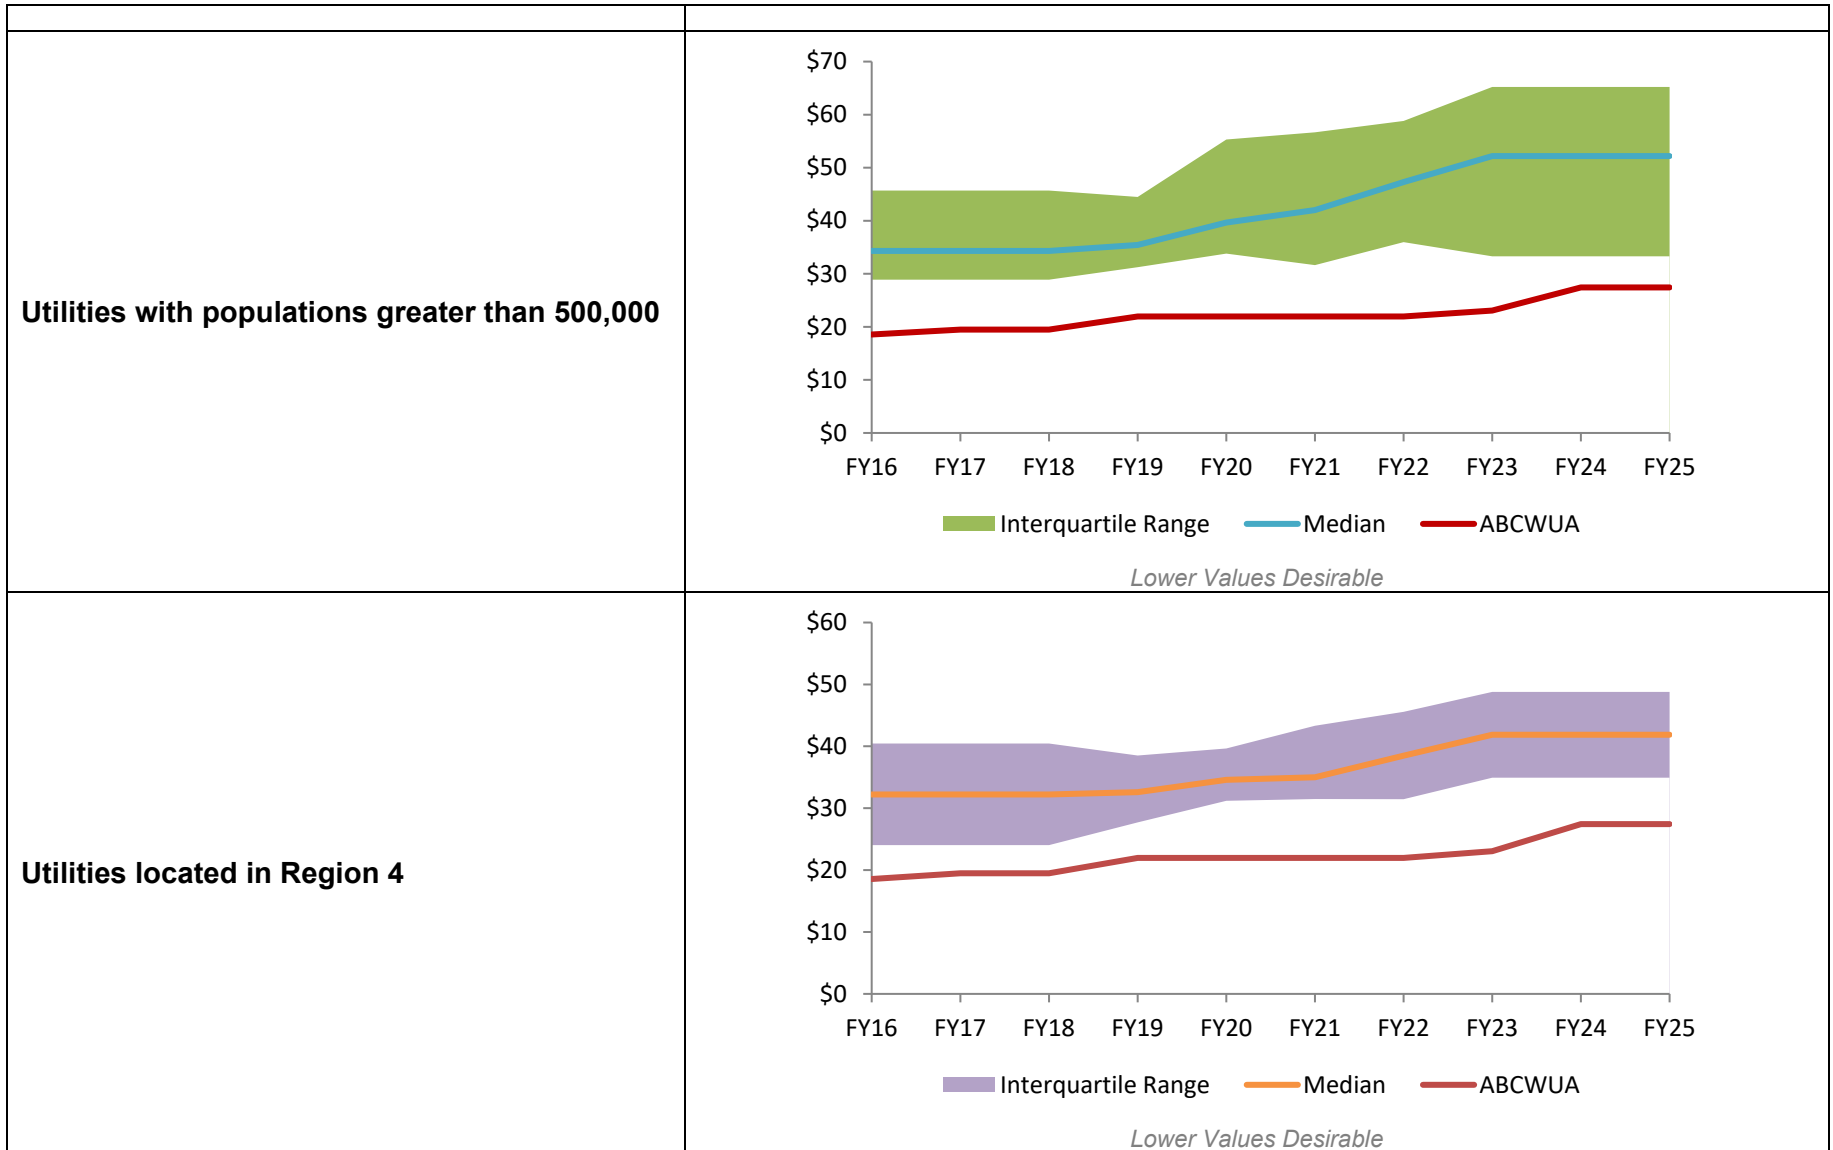 $70
$60
$50
$40
$30
$20
$10
$0
Utilities with populations greater than 500,000
FY16 FY17 FY18 FY19 FY20 FY21 FY22 FY23 FY24 FY25
Interquartile Range Median ABCWUA
Lower Values Desirable
$60
$50
$40
$30
$20
$10
$0
Utilities located in Region 4
FY16 FY17 FY18 FY19 FY20 FY21 FY22 FY23 FY24 FY25
Interquartile Range Median ABCWUA
Lower Values Desirable